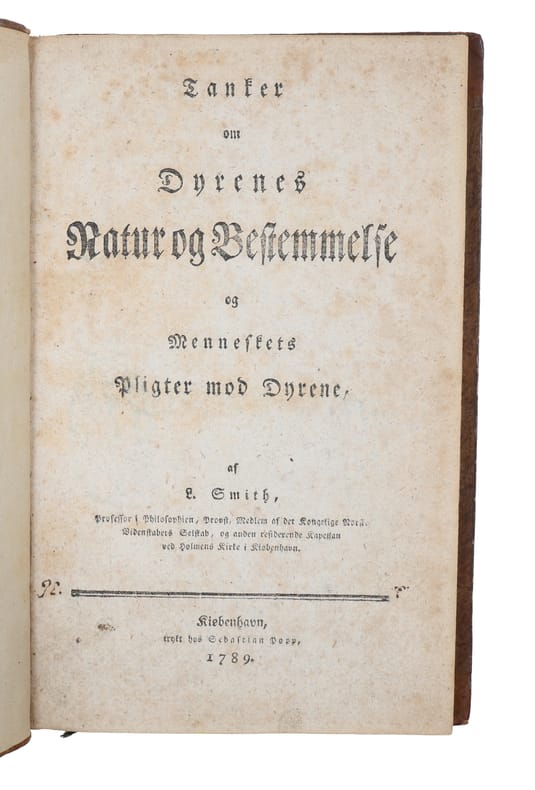 Tanker
om
Dyrenes
Natur og Bestemmelse
og
Menneskets
Pligter mod Dyrene,
af
L. Smith,
Professor i Philosophien, Provst, Medlem af det Kongelige Norske
Videnskabers Selskab, og anden residerende Kapellan
ved Holmens Kirke i Kiøbenhavn.
Kiøbenhavn,
trykt hos Sebastian Popp,
1789.